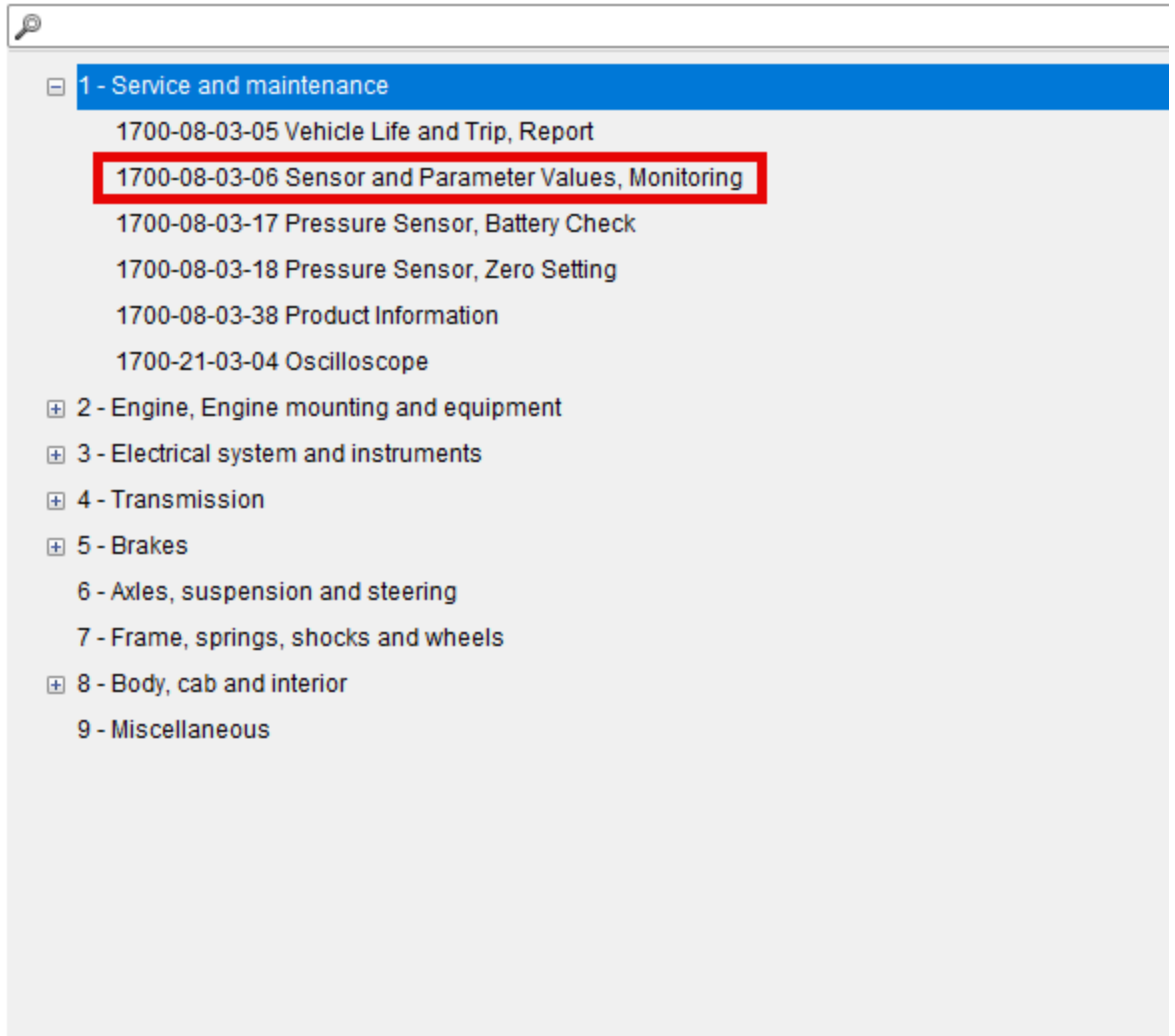 1 - Service and maintenance
1700-08-03-05 Vehicle Life and Trip, Report
1700-08-03-06 Sensor and Parameter Values, Monitoring
1700-08-03-17 Pressure Sensor, Battery Check
1700-08-03-18 Pressure Sensor, Zero Setting
1700-08-03-38 Product Information
1700-21-03-04 Oscilloscope
2 - Engine, Engine mounting and equipment
3 - Electrical system and instruments
4 - Transmission
5 - Brakes
6 - Axles, suspension and steering
7 - Frame, springs, shocks and wheels
8 - Body, cab and interior
9 - Miscellaneous